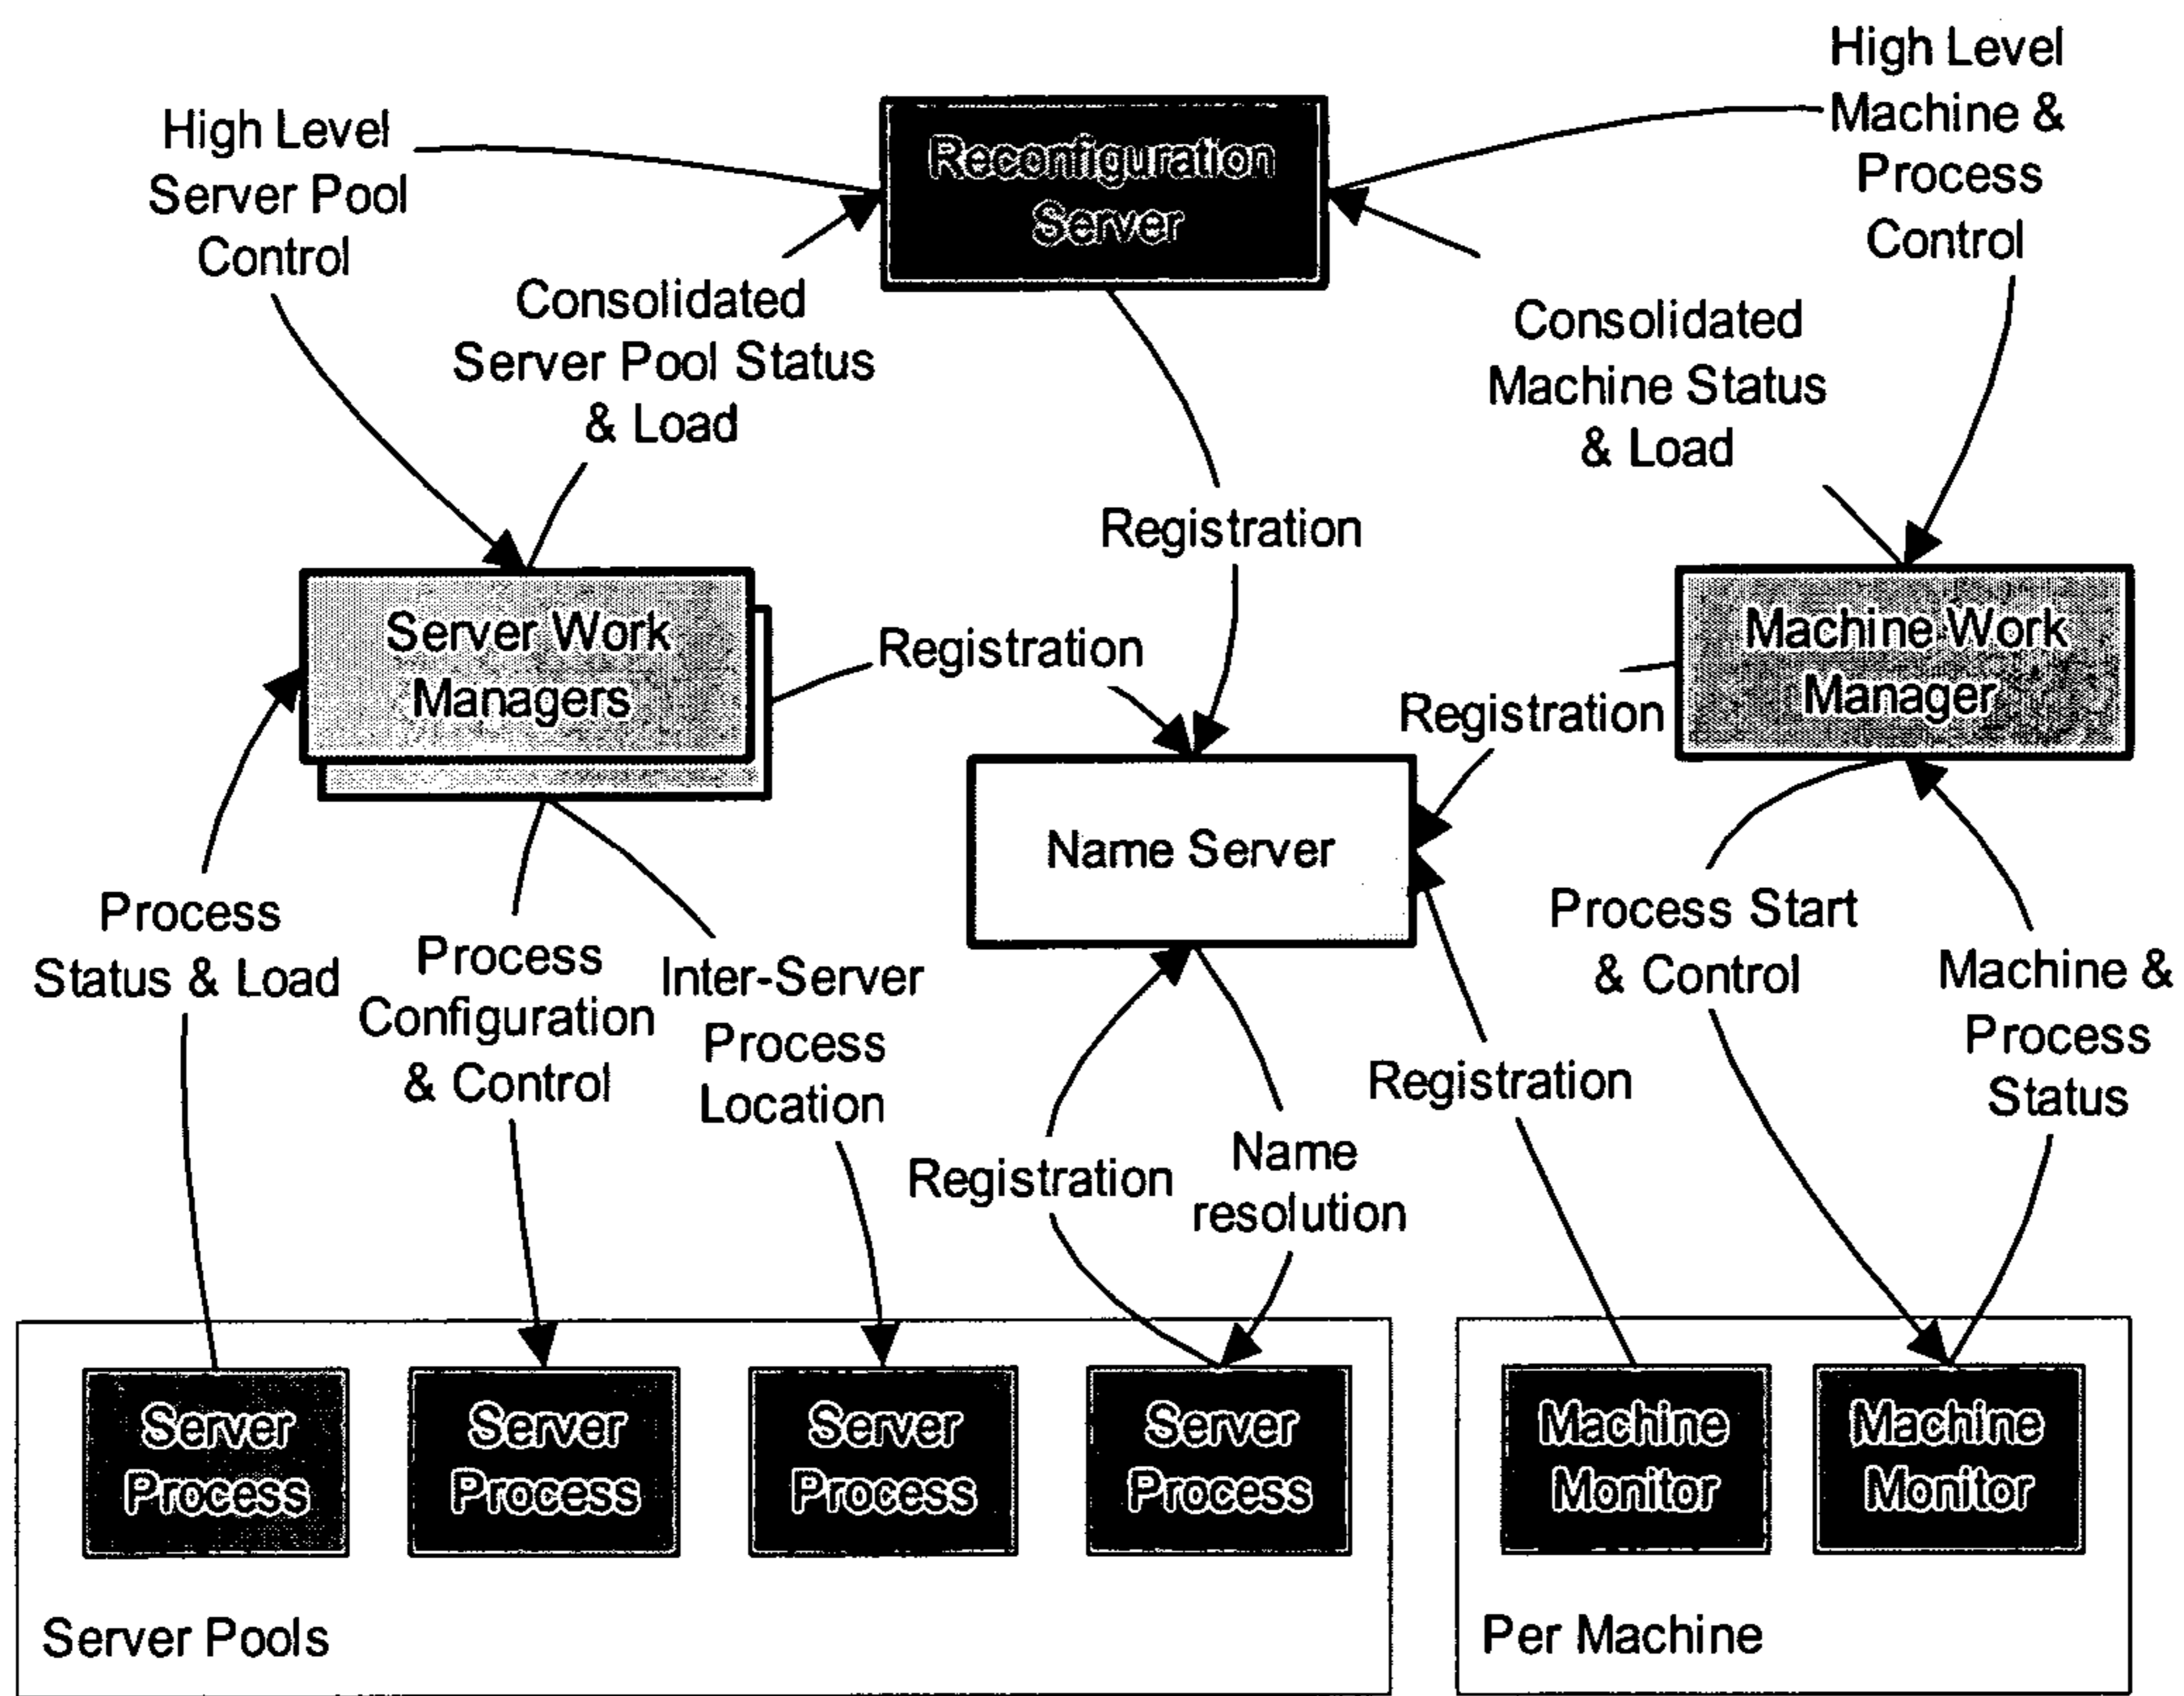 High Level
Machine &
Process
Control
High Level
Server Pool
Control
Reconfiguration
Server
Consolidated
Server Pool Status
& Load
Consolidated
Machine Status
& Load
Registration
Server Work
Managers
Registration
Machine Work
Manager
Registration
Name Server
Process
Status & Load
Process
Configuration
& Control
Inter-Server
Process
Location
Process Start
& Control
Machine &
Process
Status
Registration
Registration
Name
resolution
Server
Process
Server
Process
Server
Process
Server
Process
Machine
Monitor
Machine
Monitor
Server Pools
Per Machine